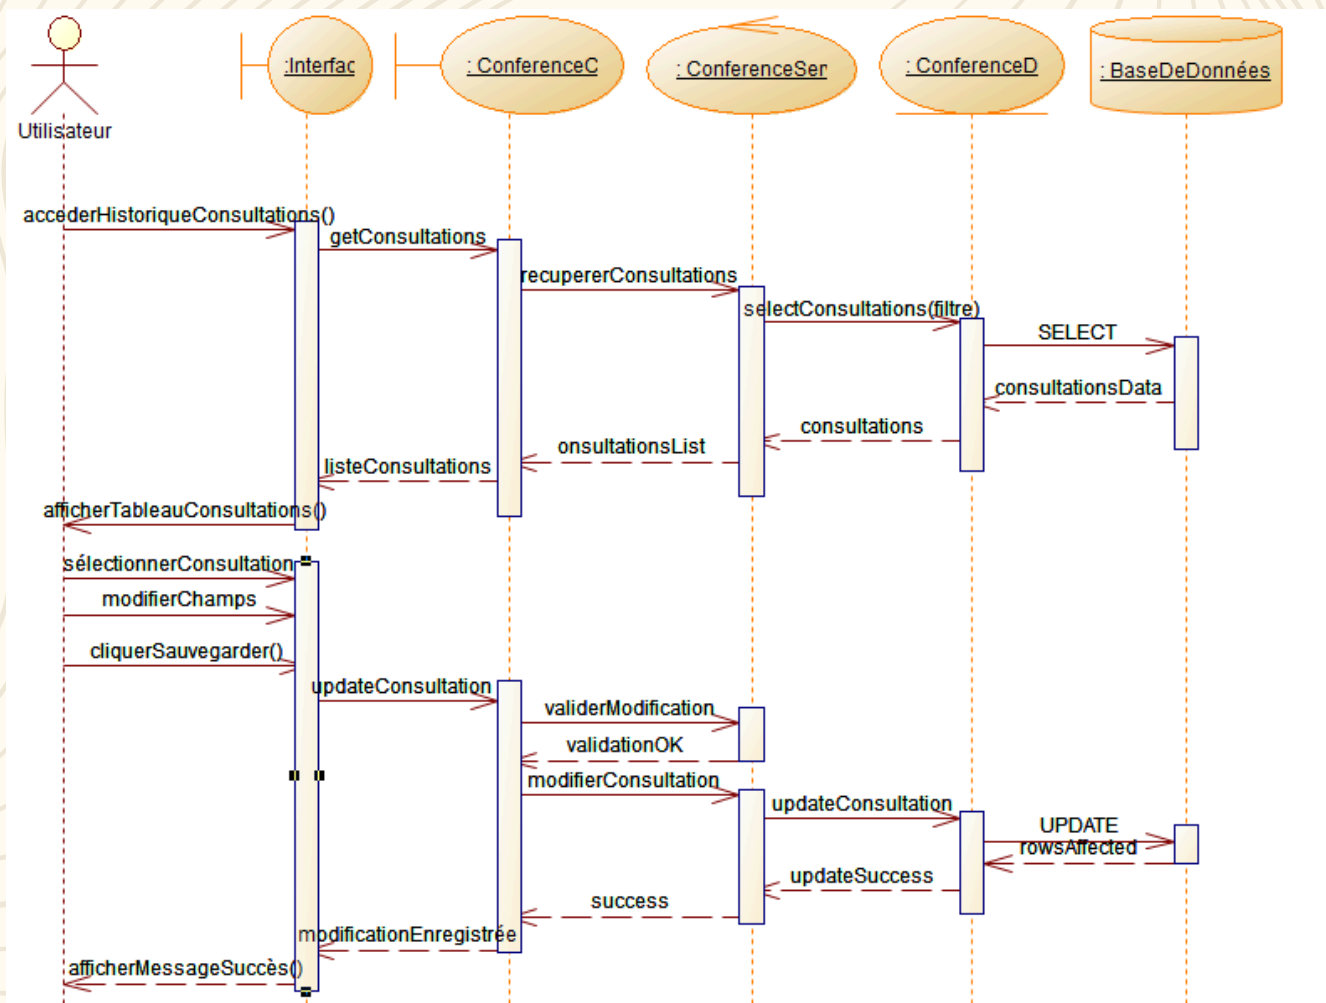 :Interfac
: ConferenceC
: ConferenceSer
: ConferenceD
: BaseDeDonnées
Utilisateur
accederHistoriqueConsultations()
getConsultations
recupererConsultations
selectConsultations(filtre)
SELECT
consultationsData
consultations
onsultationsList
listeConsultations
afficherTableauConsultations()
sélectionnerConsultation
modifierChamps
cliquerSauvegarder()
updateConsultation
validerModification
validationOK
modifierConsultation
updateConsultation
UPDATE
rowsAffected
updateSuccess
success
modificationEnregistrée
afficherMessageSuccès()